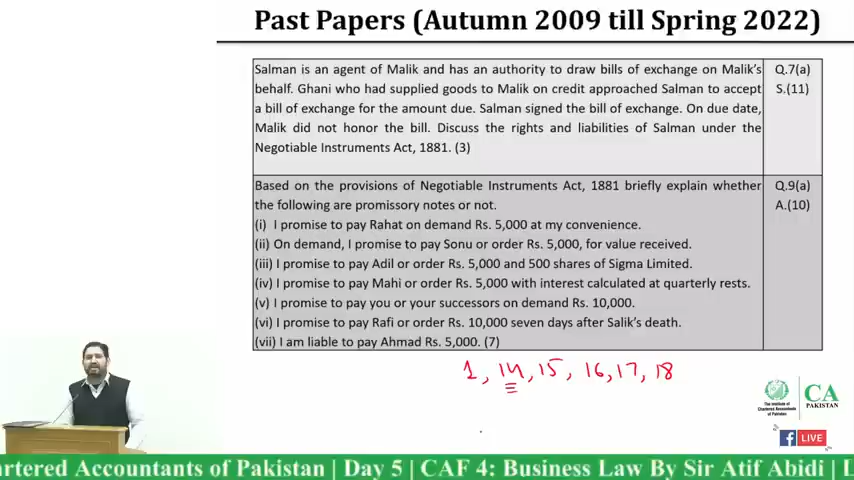 Past Papers (Autumn 2009 till Spring 2022)
Salman is an agent of Malik and has an authority to draw bills of exchange on Malik's
behalf. Ghani who had supplied goods to Malik on credit approached Salman to accept
a bill of exchange for the amount due. Salman signed the bill of exchange. On due date,
Malik did not honor the bill. Discuss the rights and liabilities of Salman under the
Negotiable Instruments Act, 1881. (3)
Q.7(a)
S.(11)
Based on the provisions of Negotiable Instruments Act, 1881 briefly explain whether
the following are promissory notes or not.
(i) I promise to pay Rahat on demand Rs. 5,000 at my convenience.
(ii) On demand, I promise to pay Sonu or order Rs. 5,000, for value received.
(iii) I promise to pay Adil or order Rs. 5,000 and 500 shares of Sigma Limited.
(iv) I promise to pay Mahi or order Rs. 5,000 with interest calculated at quarterly rests.
(v) I promise to pay you or your successors on demand Rs. 10,000.
(vi) I promise to pay Rafi or order Rs. 10,000 seven days after Salik's death.
(vii) I am liable to pay Ahmad Rs. 5,000. (7)
Q.9(a)
A.(10)
1, 14, 15, 16, 17, 18
The Institute of
Chartered Accountants
of Pakistan
CA
PAKISTAN
f LIVE
artered Accountants of Pakistan | Day 5 | CAF 4: Business Law By Sir Atif Abidi | L